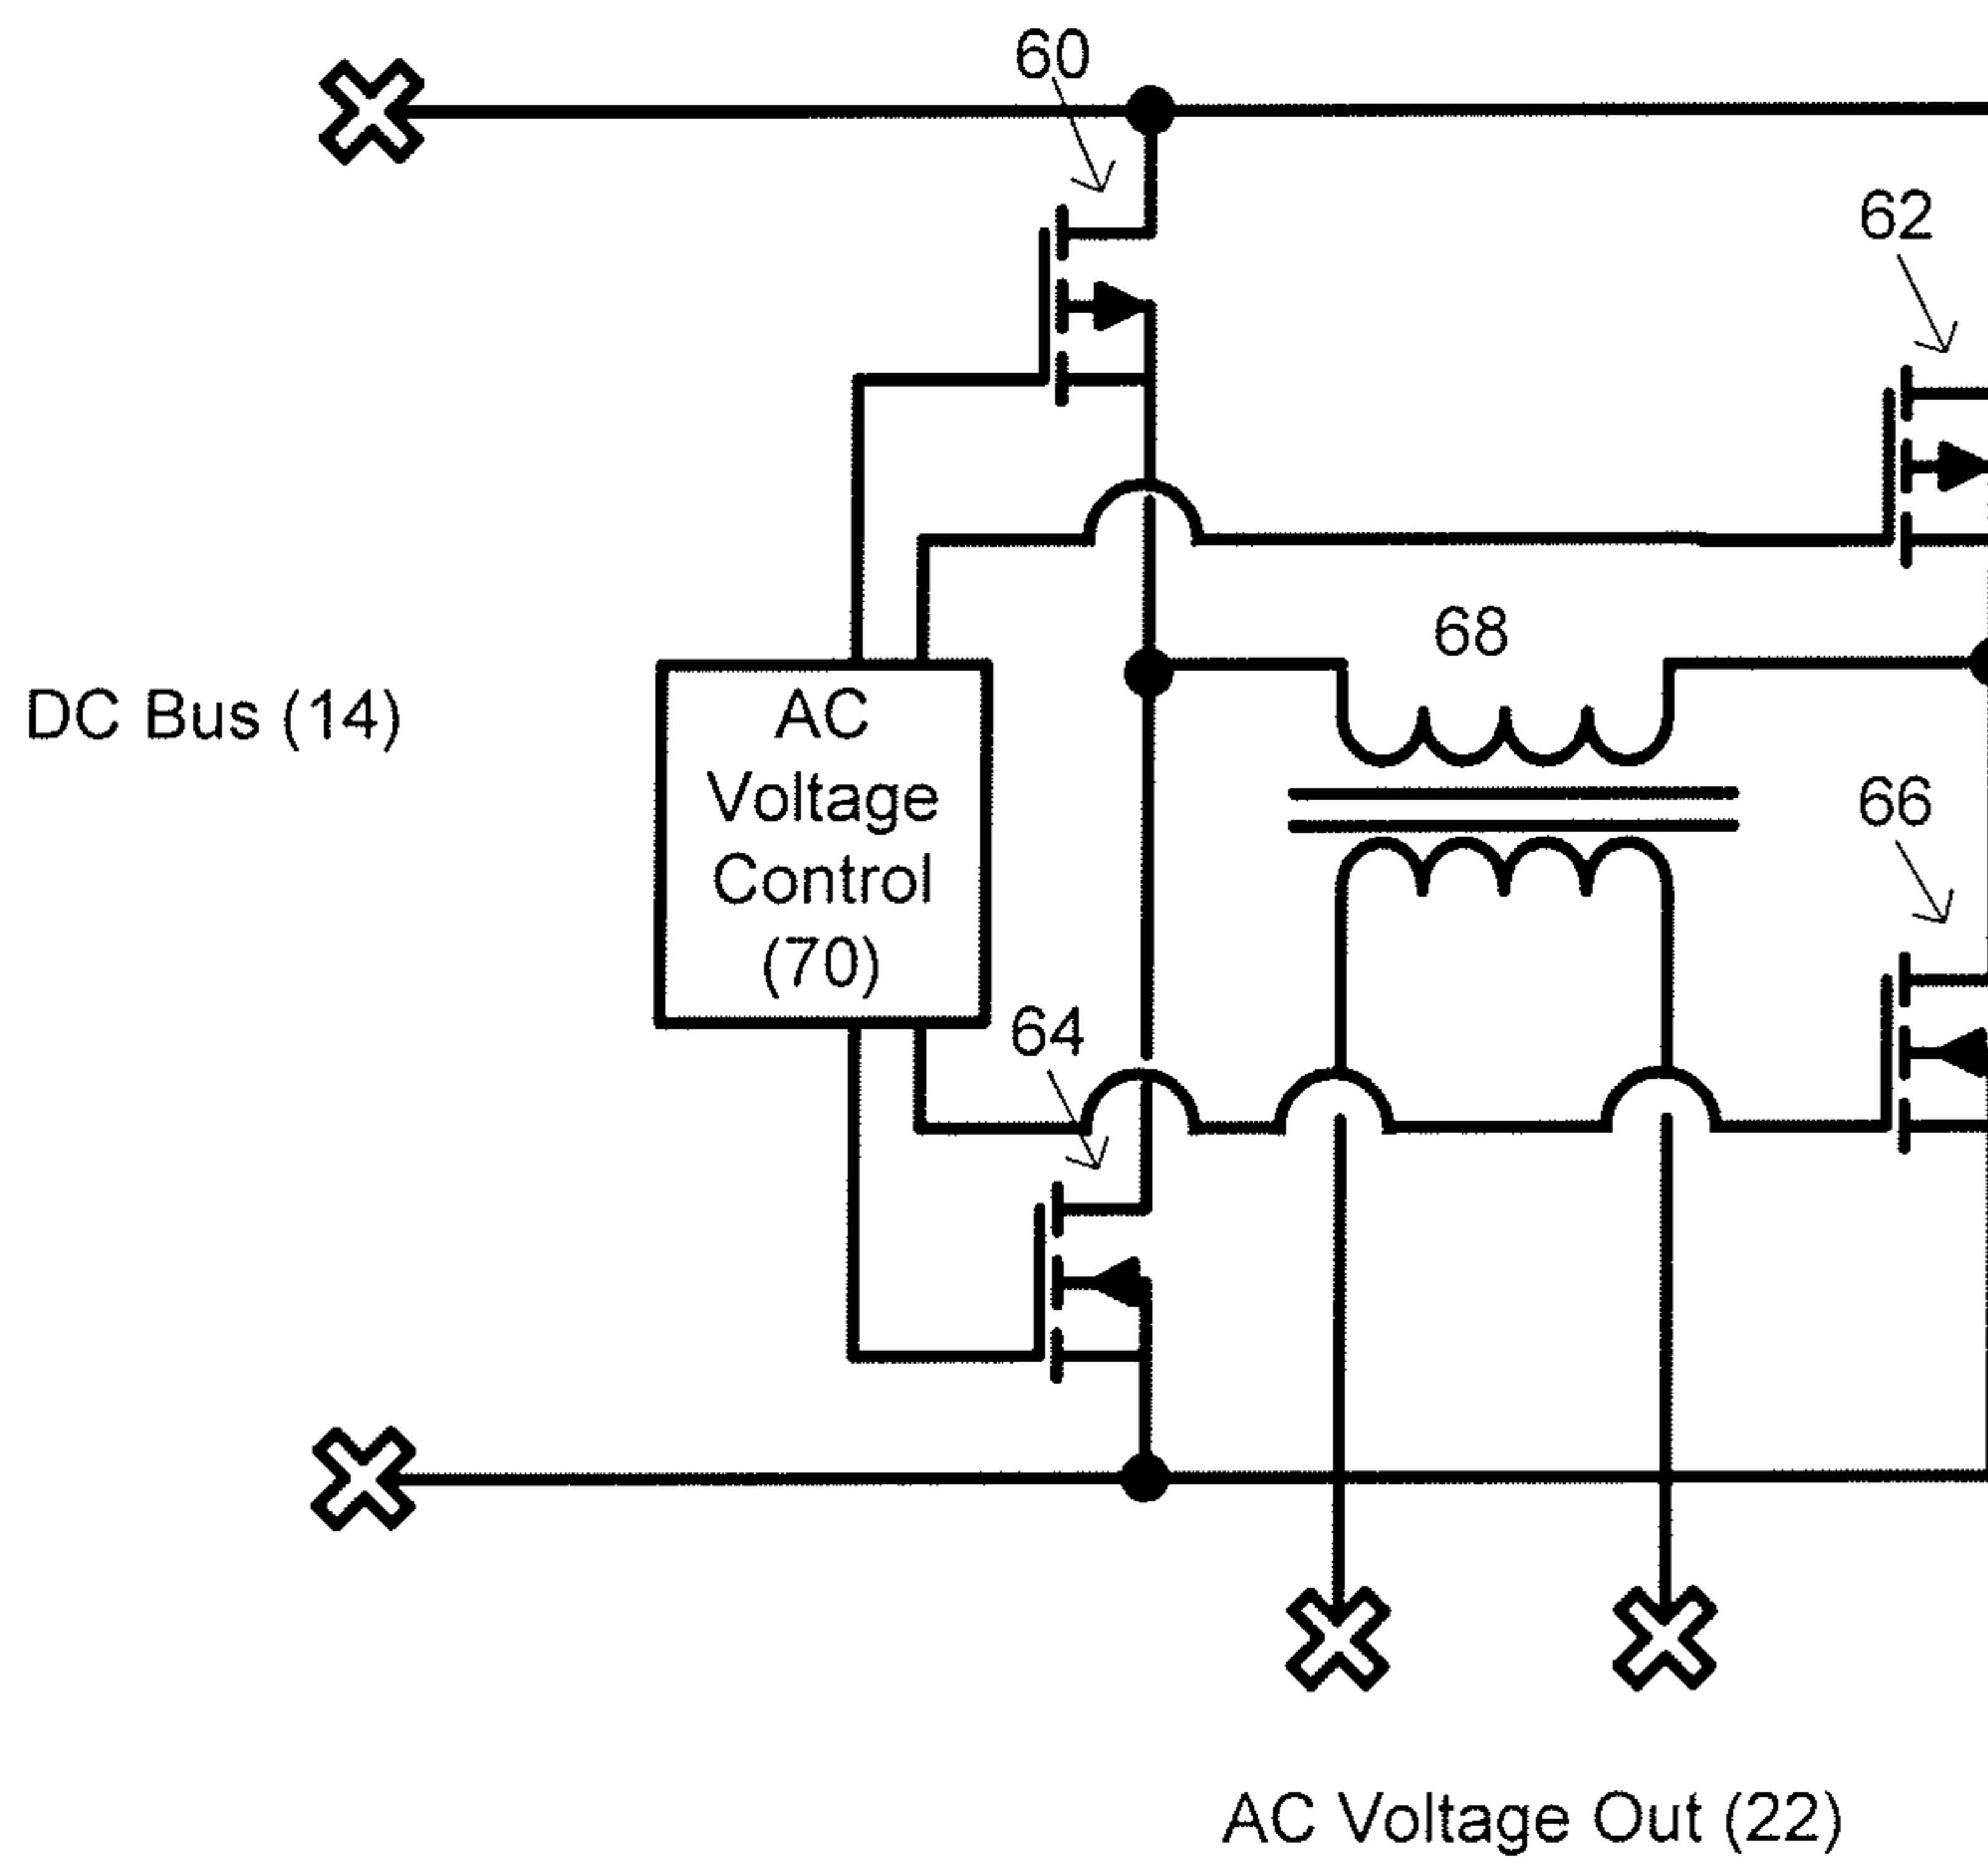 60
62
68
DC Bus (14)
AC
Voltage
Control
(70)
66
64
AC Voltage Out (22)